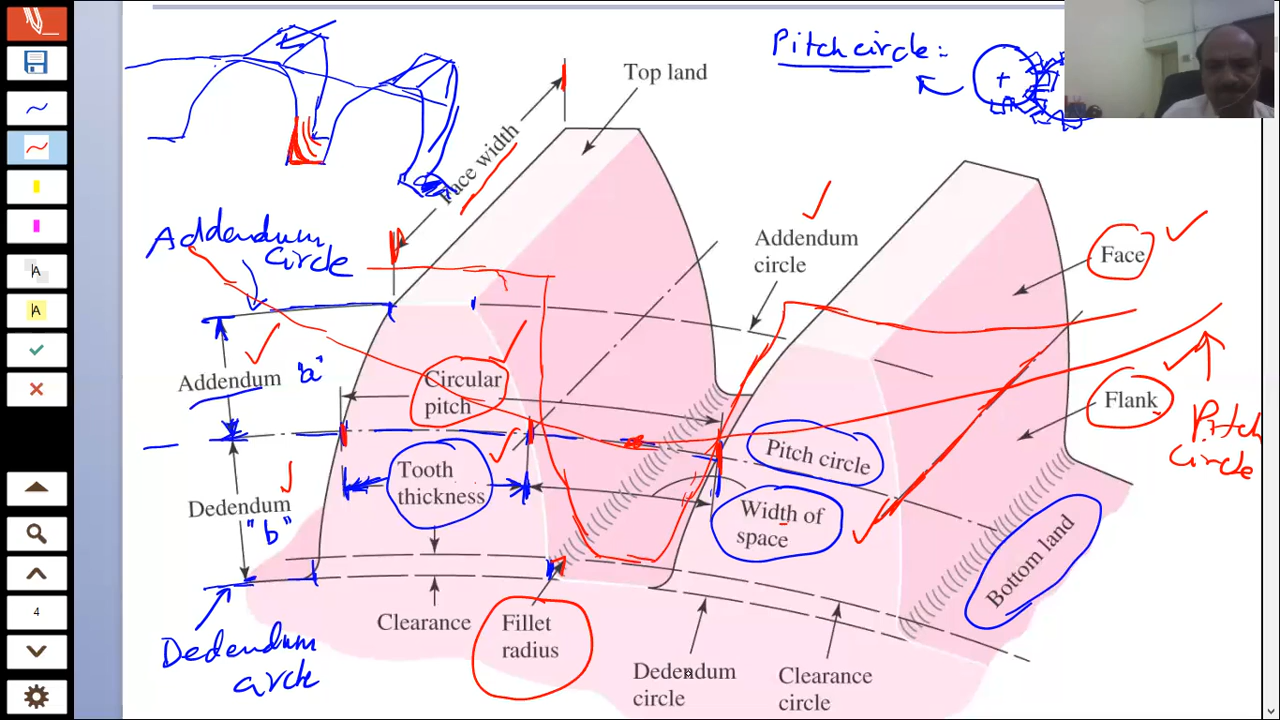 Pitch circle :-
Top land
Face width
Addendum
circle
Addendum
circle
Face
Addendum "a"
Circular
pitch
Flank
Pitch
circle
Pitch circle
Tooth
thickness
Dedendum
"b"
Width of
space
Bottom land
Clearance
Fillet
radius
Dedendum
circle
Dedendum
circle
Clearance
circle
A
A
4